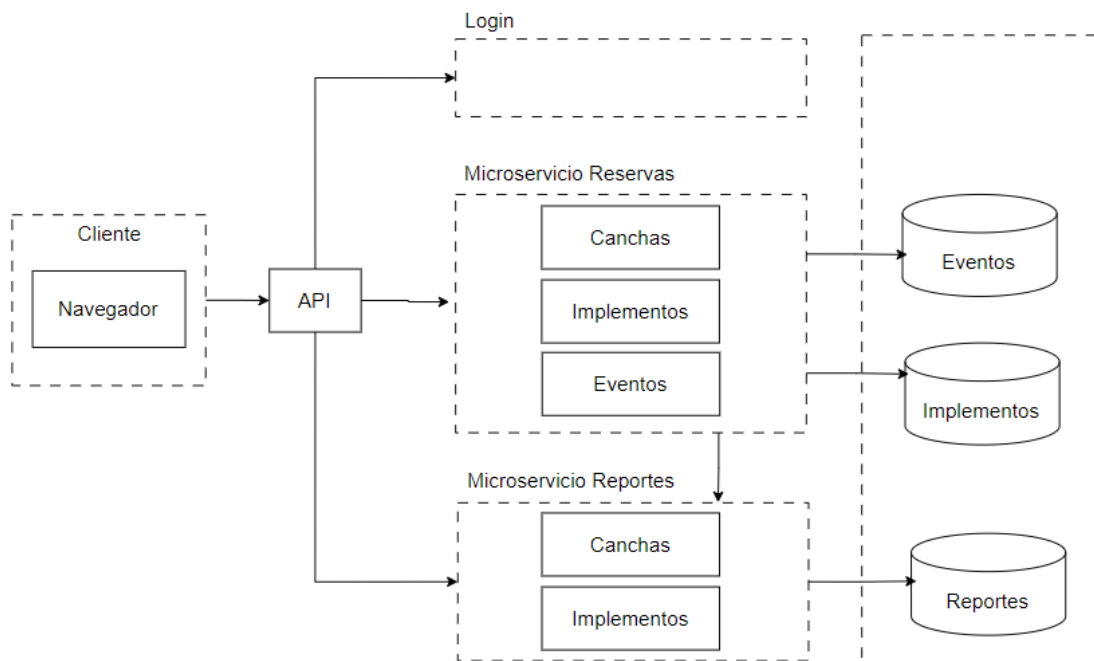 Login
Microservicio Reservas
Cliente
Navegador
API
Canchas
Implementos
Eventos
Eventos
Implementos
Microservicio Reportes
Canchas
Implementos
Reportes